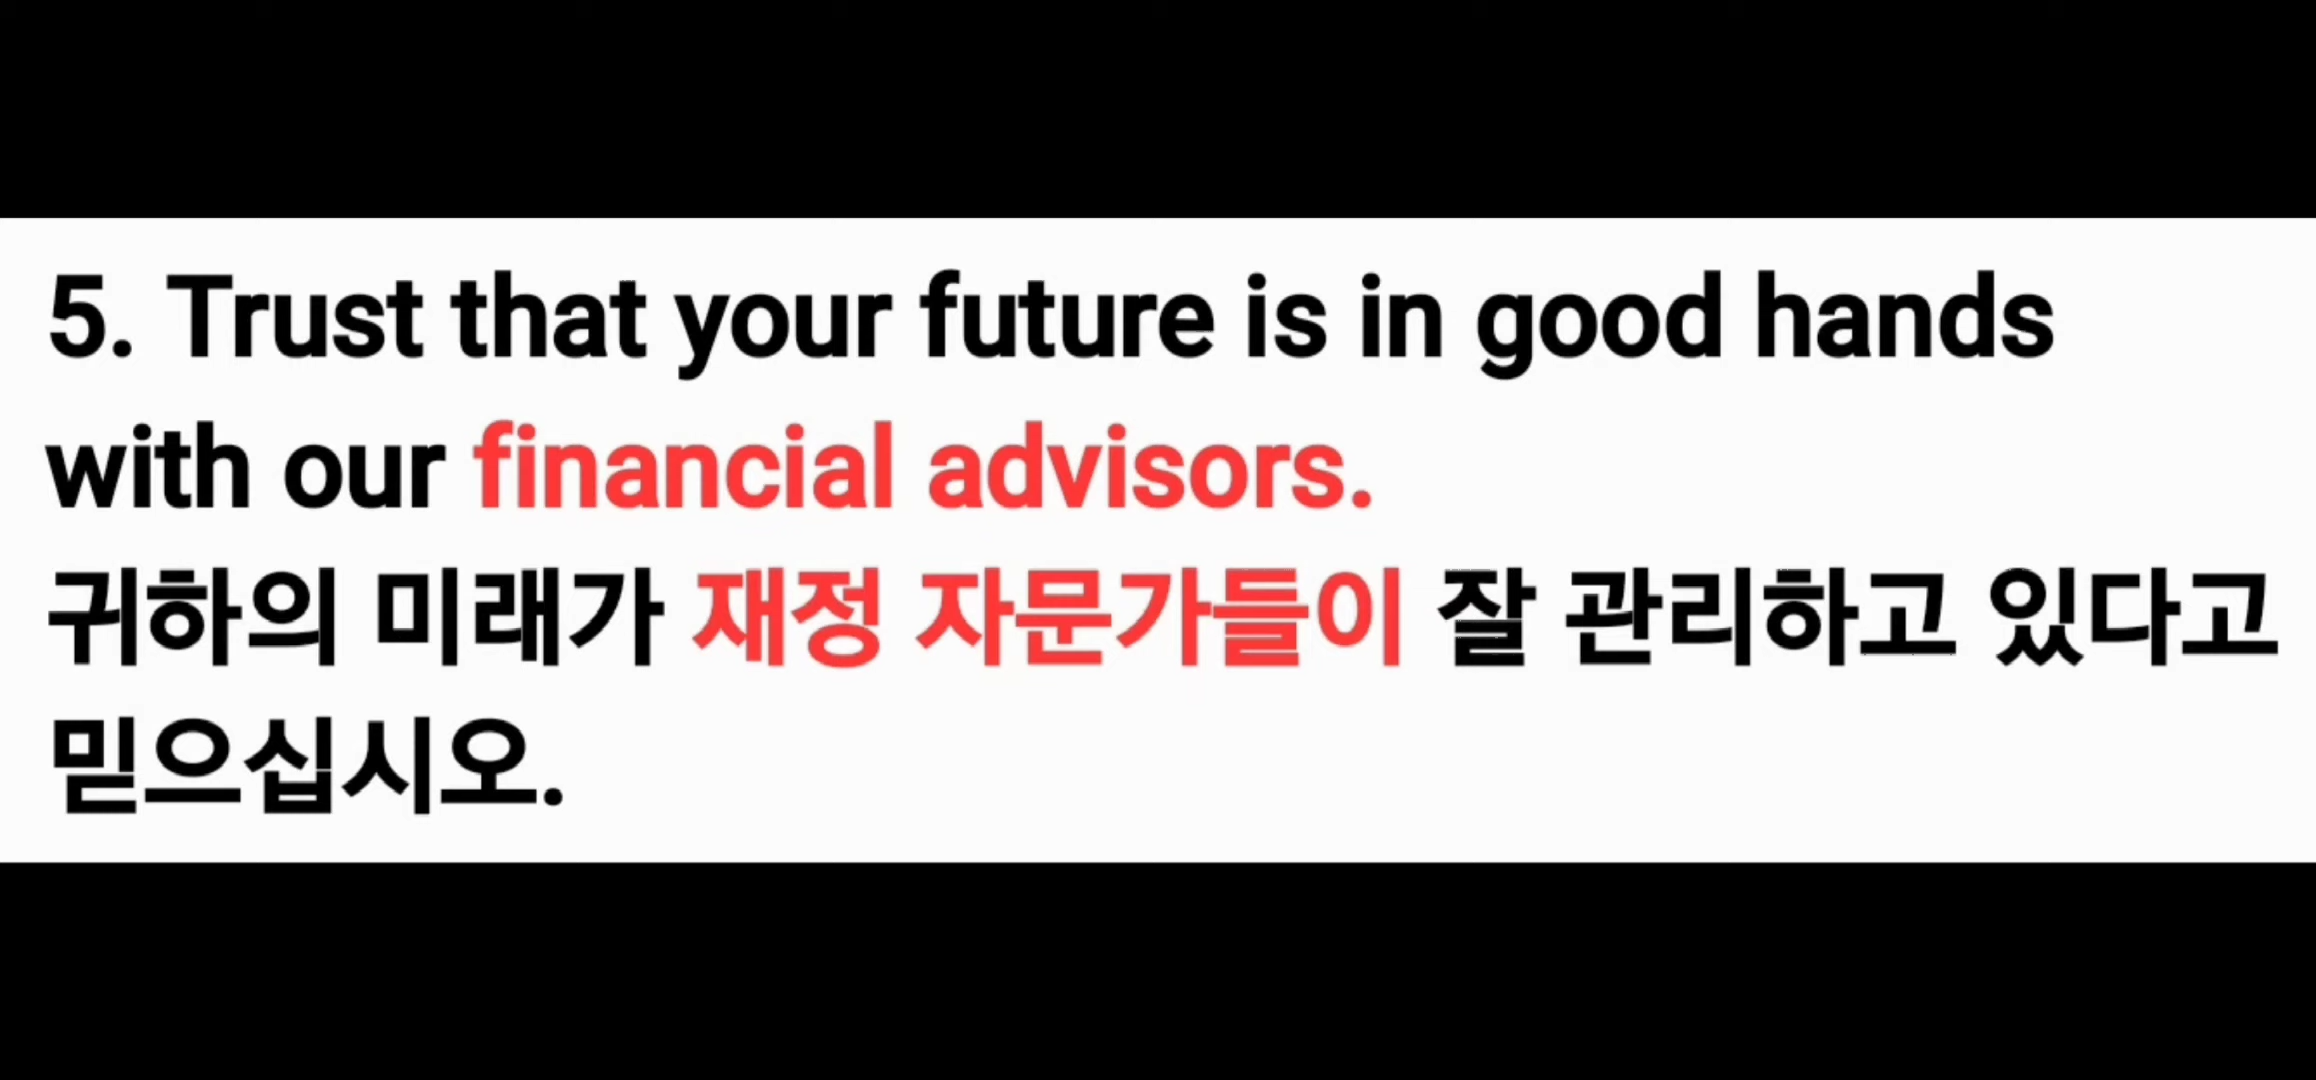 5. Trust that your future is in good hands
with our financial advisors.
귀하의 미래가 재정 자문가들이 잘 관리하고 있다고
믿으십시오.